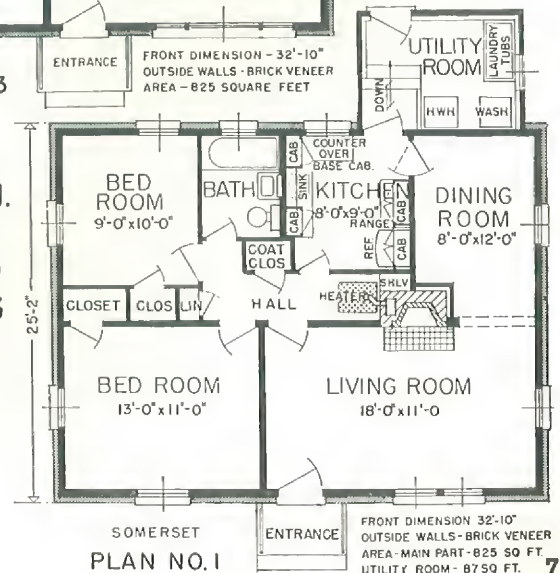 ENTRANCE
FRONT DIMENSION - 32'-10"
OUTSIDE WALLS - BRICK VENEER
AREA - 825 SQUARE FEET
3
UTILITY
ROOM
LAUNDRY
TUBS
DOWN
HWH
WASH
BED
ROOM
9'-0"x10'-0"
BATH
CAB
COUNTER
OVER
BASE CAB.
SINK
CAB
KITCHEN
8'-0"x9'-0"
CAB
RANGE
REF
CAB
DINING
ROOM
8'-0"x12'-0"
COAT
CLOS
CLOSET
CLOS
LIN
HALL
HEATER
SHLV
25'-2"
BED ROOM
13'-0"x11'-0"
LIVING ROOM
18'-0"x11'-0
SOMERSET
PLAN NO. 1
ENTRANCE
FRONT DIMENSION 32'-10"
OUTSIDE WALLS - BRICK VENEER
AREA - MAIN PART - 825 SQ FT.
UTILITY ROOM - 87 SQ FT.
7